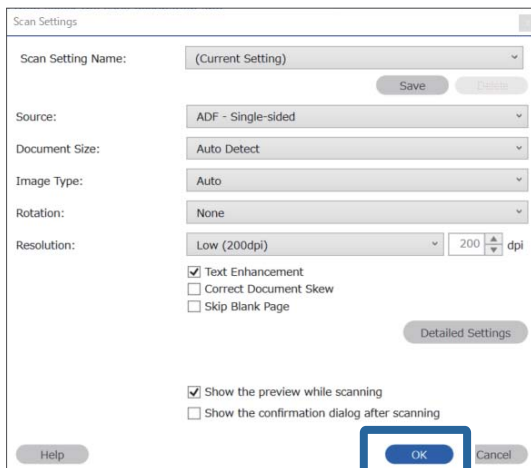 Scan Settings
Scan Setting Name: (Current Setting)
Save Delete
Source: ADF - Single-sided
Document Size: Auto Detect
Image Type: Auto
Rotation: None
Resolution: Low (200dpi) 200 dpi
Text Enhancement
Correct Document Skew
Skip Blank Page
Detailed Settings
Show the preview while scanning
Show the confirmation dialog after scanning
Help OK Cancel